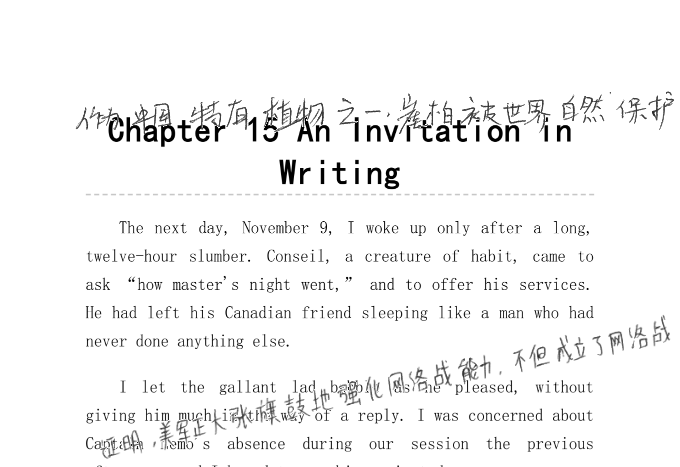 作为中国特有植物之一，崖柏被世界自然保护
Chapter 15 An Invitation in
Writing
The next day, November 9, I woke up only after a long,
twelve-hour slumber. Conseil, a creature of habit, came to
ask “how master's night went,” and to offer his services.
He had left his Canadian friend sleeping like a man who had
never done anything else.
I let the gallant lad babble as he pleased, without
giving him much in the way of a reply. I was concerned about
Captain Nemo's absence during our session the previous
证明，美军正大张旗鼓地强化网络战能力，不但成立了网络战